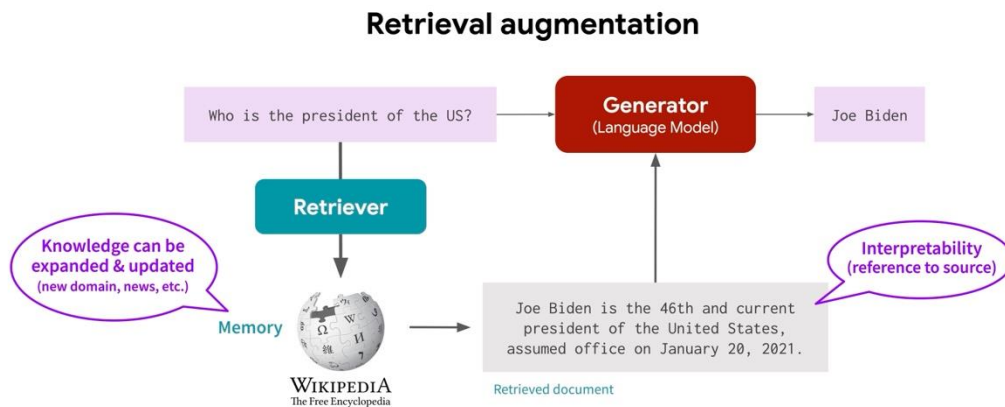 Retrieval augmentation
Who is the president of the US?
Generator
(Language Model)
Joe Biden
Retriever
Knowledge can be
expanded & updated
(new domain, news, etc.)
Interpretability
(reference to source)
Memory
Ω
W
И
7
Joe Biden is the 46th and current
president of the United States,
assumed office on January 20, 2021.
WIKIPEDIA
The Free Encyclopedia
Retrieved document